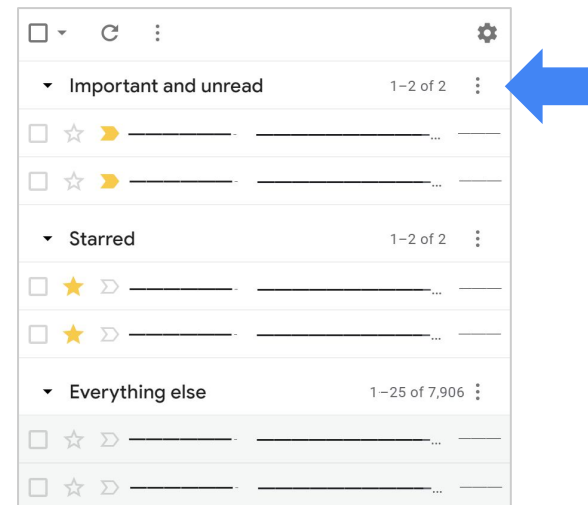 Important and unread 1–2 of 2
Starred 1–2 of 2
Everything else 1–25 of 7,906